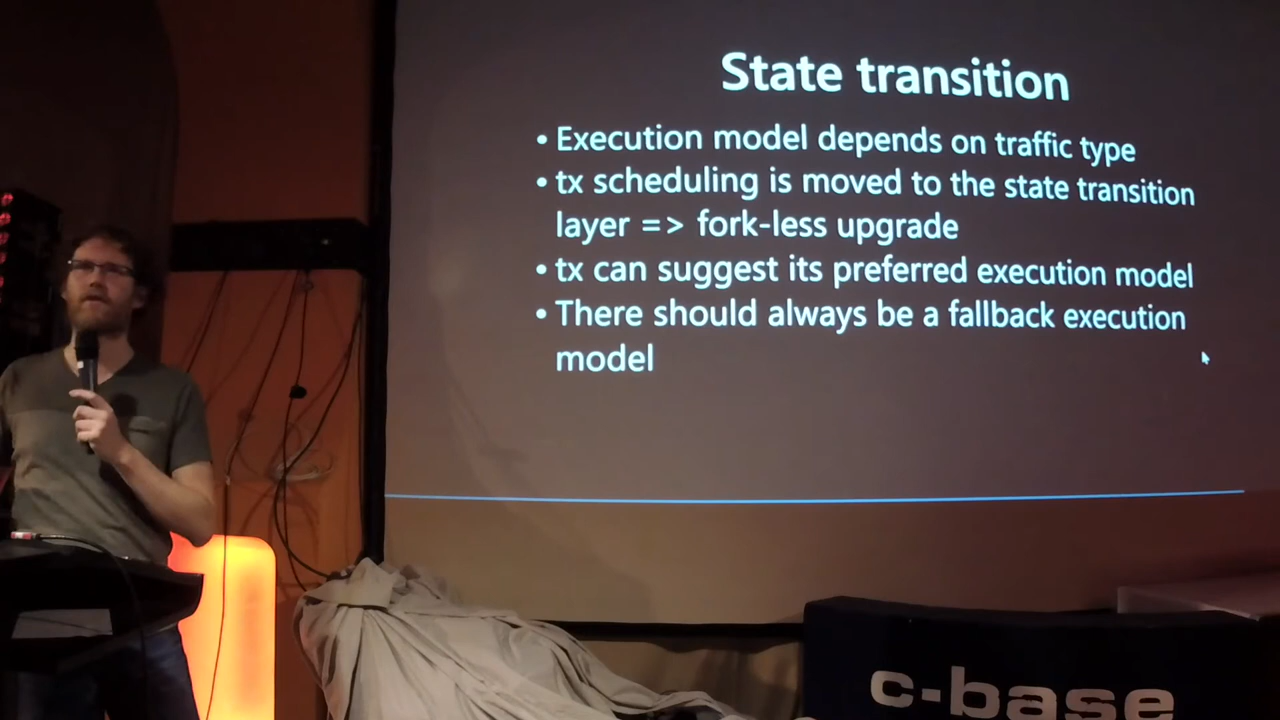 State transition
• Execution model depends on traffic type
• tx scheduling is moved to the state transition
layer => fork-less upgrade
• tx can suggest its preferred execution model
• There should always be a fallback execution
model
c-base